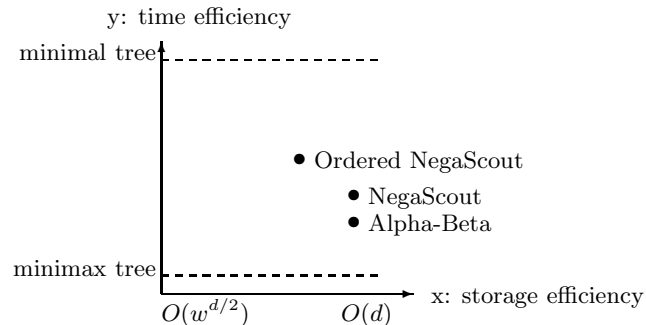 y: time efficiency
minimal tree
Ordered NegaScout
NegaScout
Alpha-Beta
minimax tree
x: storage efficiency
O(w^{d/2}) O(d)